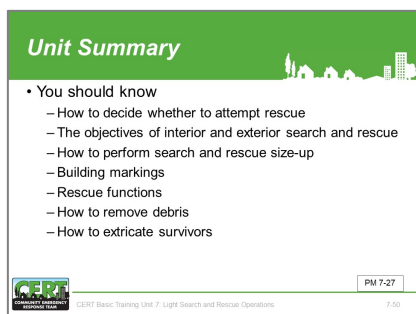 Unit Summary
• You should know
– How to decide whether to attempt rescue
– The objectives of interior and exterior search and rescue
– How to perform search and rescue size-up
– Building markings
– Rescue functions
– How to remove debris
– How to extricate survivors
PM 7-27
CERT
COMMUNITY EMERGENCY
RESPONSE TEAM
CERT Basic Training Unit 7: Light Search and Rescue Operations
7-50